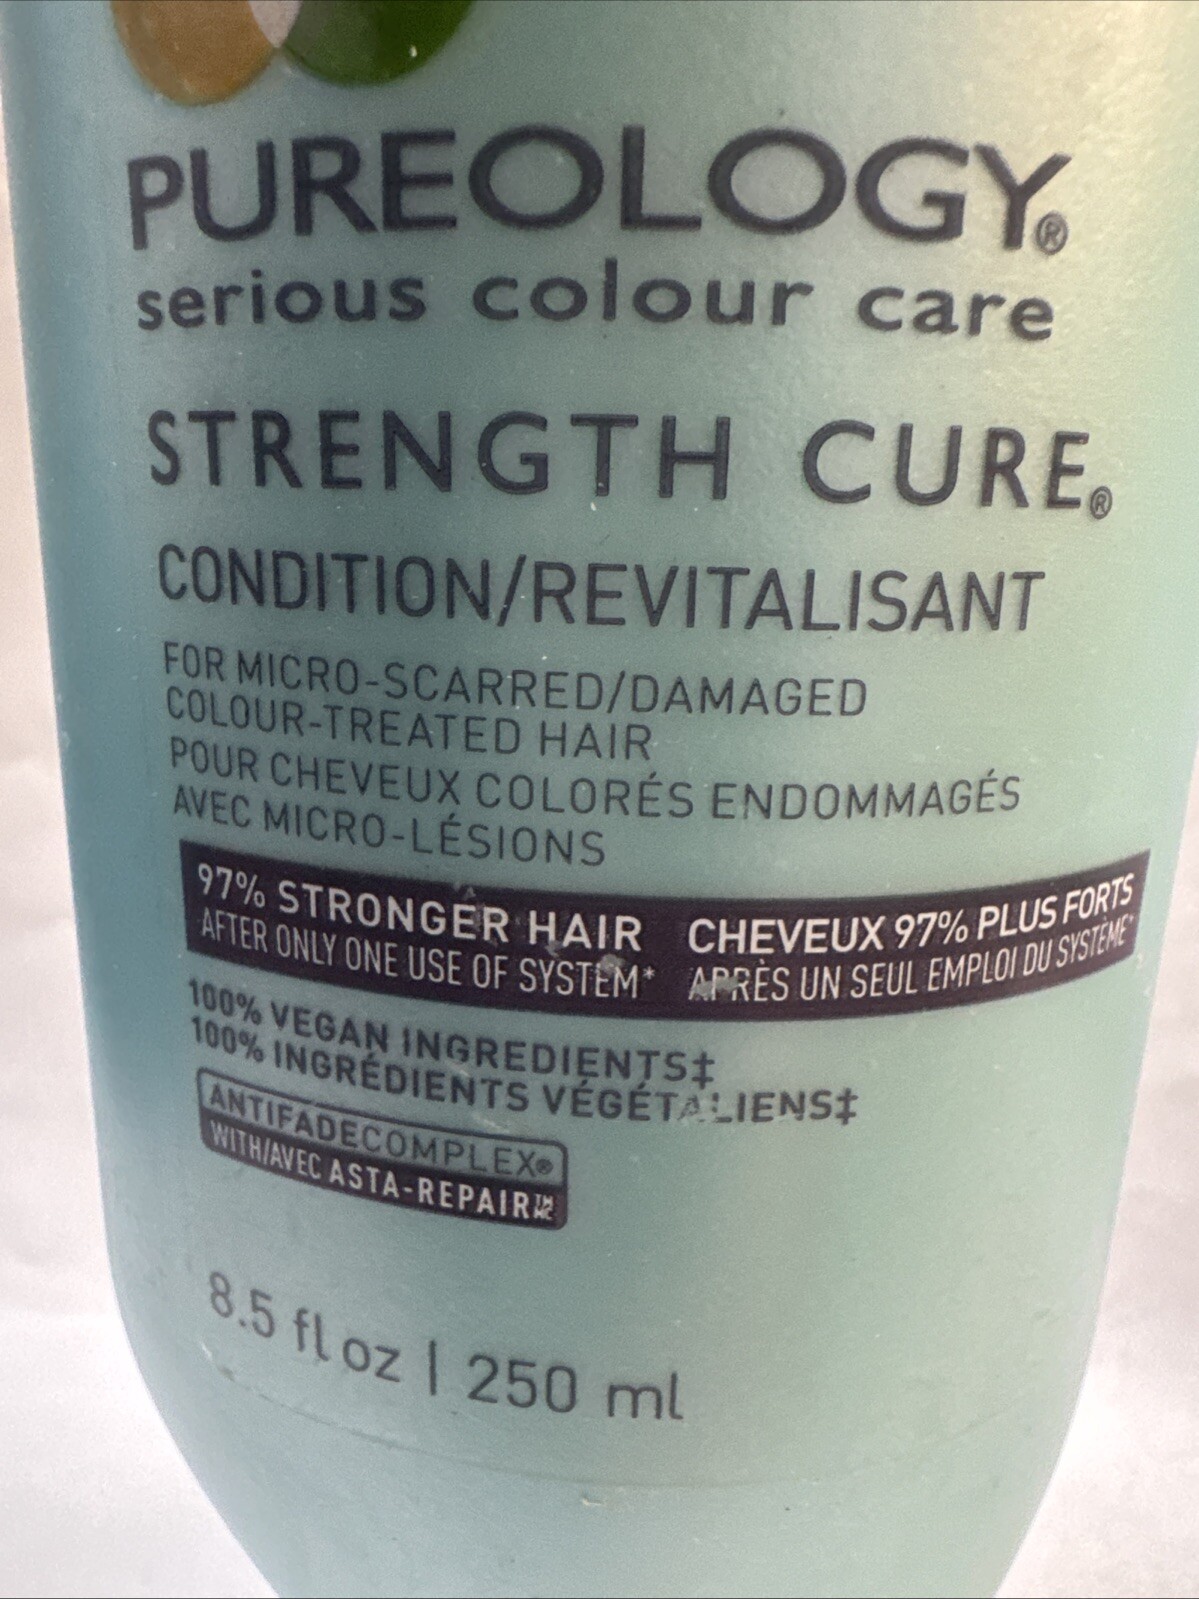 PUREOLOGY®
serious colour care
STRENGTH CURE®
CONDITION/REVITALISANT
FOR MICRO-SCARRED/DAMAGED
COLOUR-TREATED HAIR
POUR CHEVEUX COLORÉS ENDOMMAGÉS
AVEC MICRO-LÉSIONS
97% STRONGER HAIR
AFTER ONLY ONE USE OF SYSTEM*
CHEVEUX 97% PLUS FORTS
APRÈS UN SEUL EMPLOI DU SYSTÈME*
100% VEGAN INGREDIENTS‡
100% INGRÉDIENTS VÉGÉTALIENS‡
ANTIFADECOMPLEX®
WITH/AVEC ASTA-REPAIR™ MC
8.5 fl oz | 250 ml